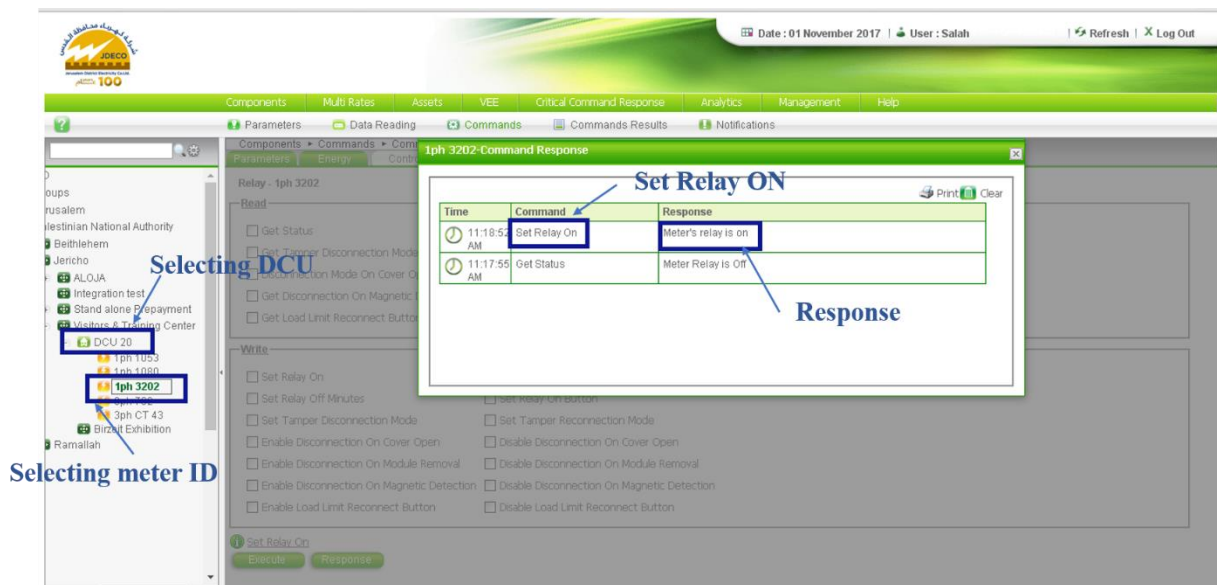 شركة كهرباء محافظة القدس
JDECO
Jerusalem District Electricity Co.Ltd
100
Date : 01 November 2017 | User : Salah | Refresh | X Log Out
Components Multi Rates Assets VEE Critical Command Response Analytics Management Help
? Parameters Data Reading Commands Commands Results Notifications
Components ▸ Commands ▸
Parameters Energy
1ph 3202-Command Response
Relay - 1ph 3202
Set Relay ON
Print Clear
Time Command Response
11:18:52 AM Set Relay On Meter's relay is on
11:17:55 AM Get Status Meter Relay is Off
Response
Read
Get Status
Get Tamper Disconnection Mode
Disconnection Mode On Cover
Get Disconnection On Magnetic
Get Load Limit Reconnect Button
oups
rusalem
lestinian National Authority
Beithlehem
Jericho
ALOJA
Selecting DCU
Integration test
Stand alone Prepayment
Visitors & Training Center
DCU 20
1ph 1053
1ph 1080
1ph 3202
3ph CT 43
Birzeit Exhibition
Ramallah
Selecting meter ID
Write
Set Relay On
Set Relay Off Minutes Set Relay On Button
Set Tamper Disconnection Mode Set Tamper Reconnection Mode
Enable Disconnection On Cover Open Disable Disconnection On Cover Open
Enable Disconnection On Module Removal Disable Disconnection On Module Removal
Enable Disconnection On Magnetic Detection Disable Disconnection On Magnetic Detection
Enable Load Limit Reconnect Button Disable Load Limit Reconnect Button
Set Relay On
Execute Response